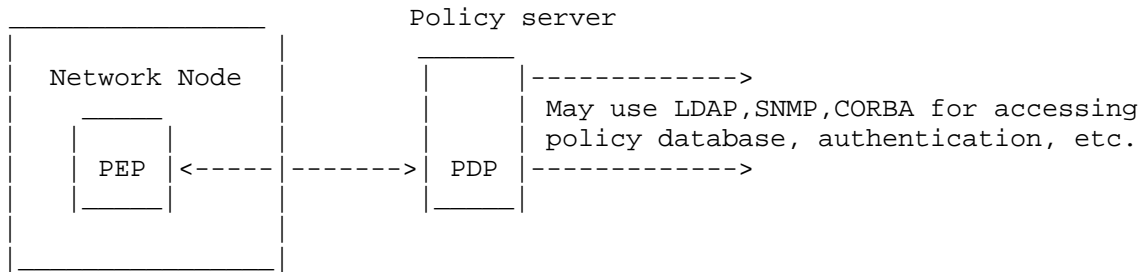 Policy server
Network Node
May use LDAP,SNMP,CORBA for accessing
policy database, authentication, etc.
PEP
PDP